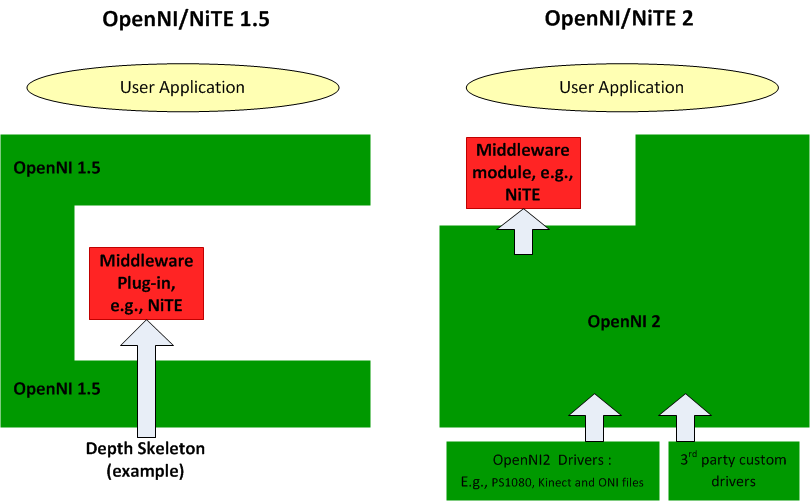 OpenNI/NiTE 1.5
User Application
OpenNI 1.5
Middleware
Plug-in,
e.g., NiTE
OpenNI 1.5
Depth Skeleton
(example)
OpenNI/NiTE 2
User Application
Middleware
module, e.g.,
NiTE
OpenNI 2
OpenNI2 Drivers :
E.g., PS1080, Kinect and ONI files
3rd party custom
drivers